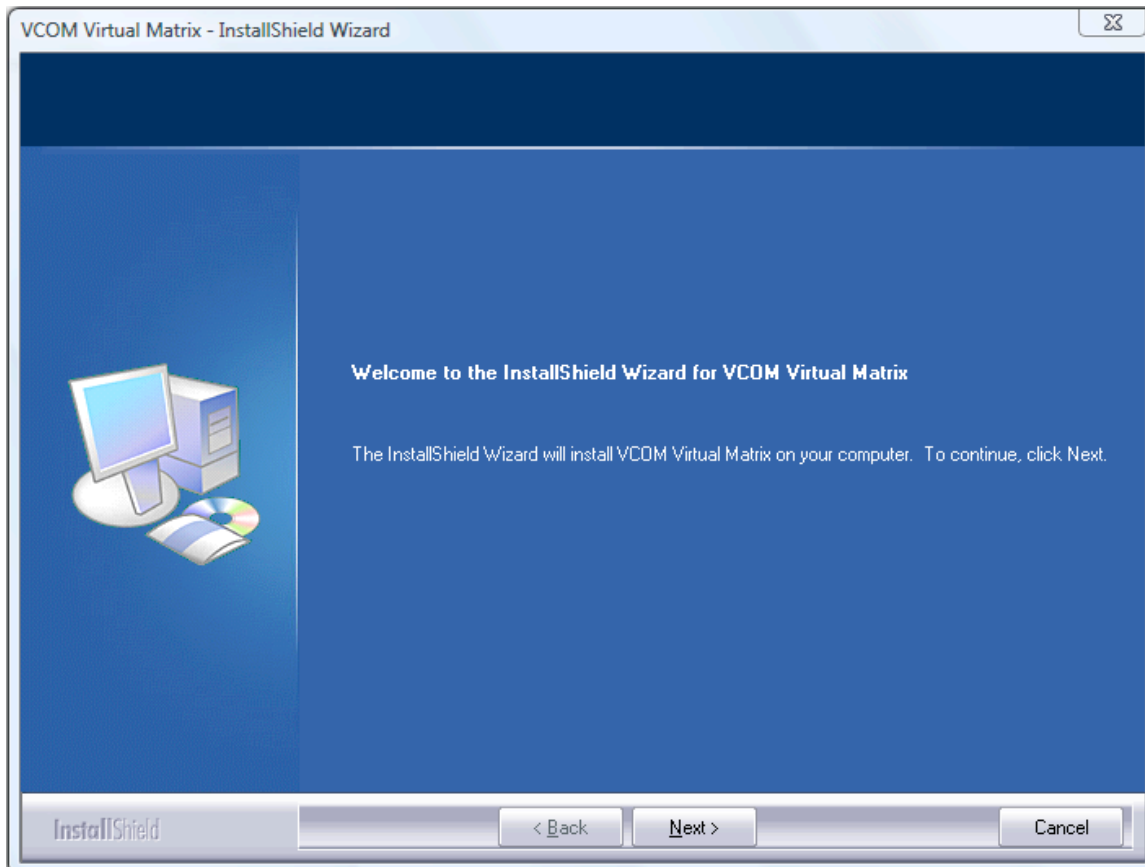 VCOM Virtual Matrix - InstallShield Wizard
Welcome to the InstallShield Wizard for VCOM Virtual Matrix
The InstallShield Wizard will install VCOM Virtual Matrix on your computer. To continue, click Next.
InstallShield
< Back
Next >
Cancel